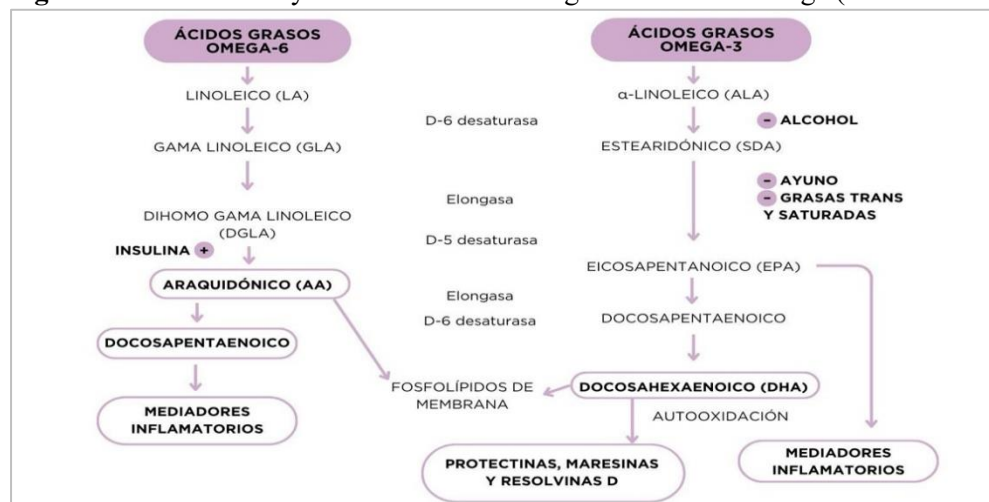 ÁCIDOS GRASOS
OMEGA-6
LINOLEICO (LA)
GAMA LINOLEICO (GLA)
DIHOMO GAMA LINOLEICO
(DGLA)
INSULINA +
ARAQUIDÓNICO (AA)
DOCOSAPENTAENOICO
MEDIADORES
INFLAMATORIOS
D-6 desaturasa
Elongasa
D-5 desaturasa
Elongasa
D-6 desaturasa
FOSFOLÍPIDOS DE
MEMBRANA
ÁCIDOS GRASOS
OMEGA-3
α-LINOLEICO (ALA)
- ALCOHOL
ESTEARIDÓNICO (SDA)
- AYUNO
- GRASAS TRANS
Y SATURADAS
EICOSAPENTANOICO (EPA)
DOCOSAPENTAENOICO
DOCOSAHEXAENOICO (DHA)
AUTOOXIDACIÓN
PROTECTINAS, MARESINAS
Y RESOLVINAS D
MEDIADORES
INFLAMATORIOS